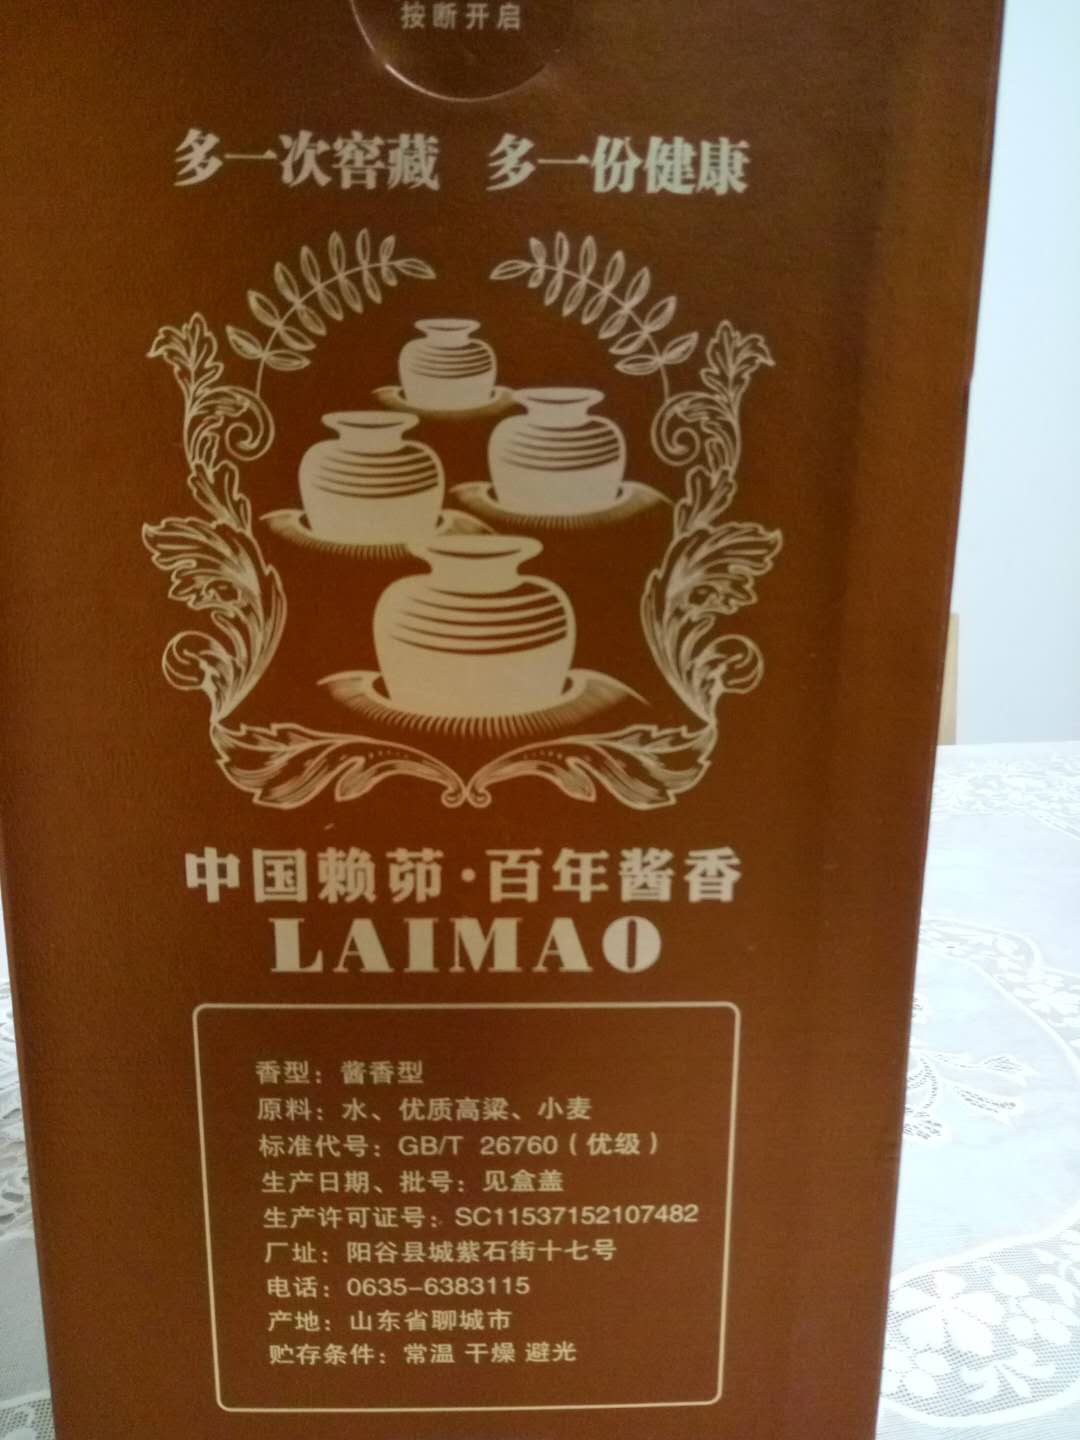 按断开启
多一次窖藏 多一份健康
中国赖茆·百年酱香
LAIMAO
香型：酱香型
原料：水、优质高粱、小麦
标准代号：GB/T 26760（优级）
生产日期、批号：见盒盖
生产许可证号：SC11537152107482
厂址：阳谷县城紫石街十七号
电话：0635-6383115
产地：山东省聊城市
贮存条件：常温 干燥 避光